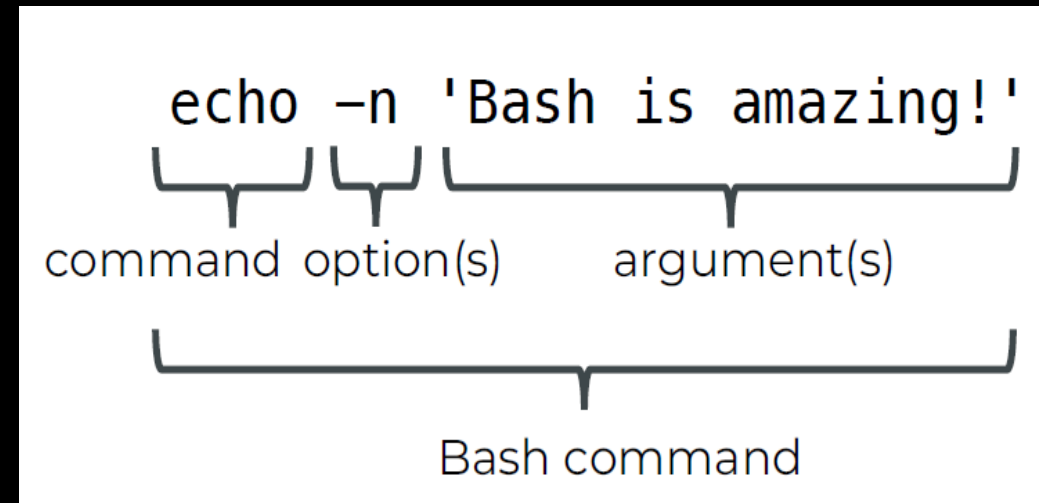 echo -n 'Bash is amazing!'
command option(s) argument(s)
Bash command